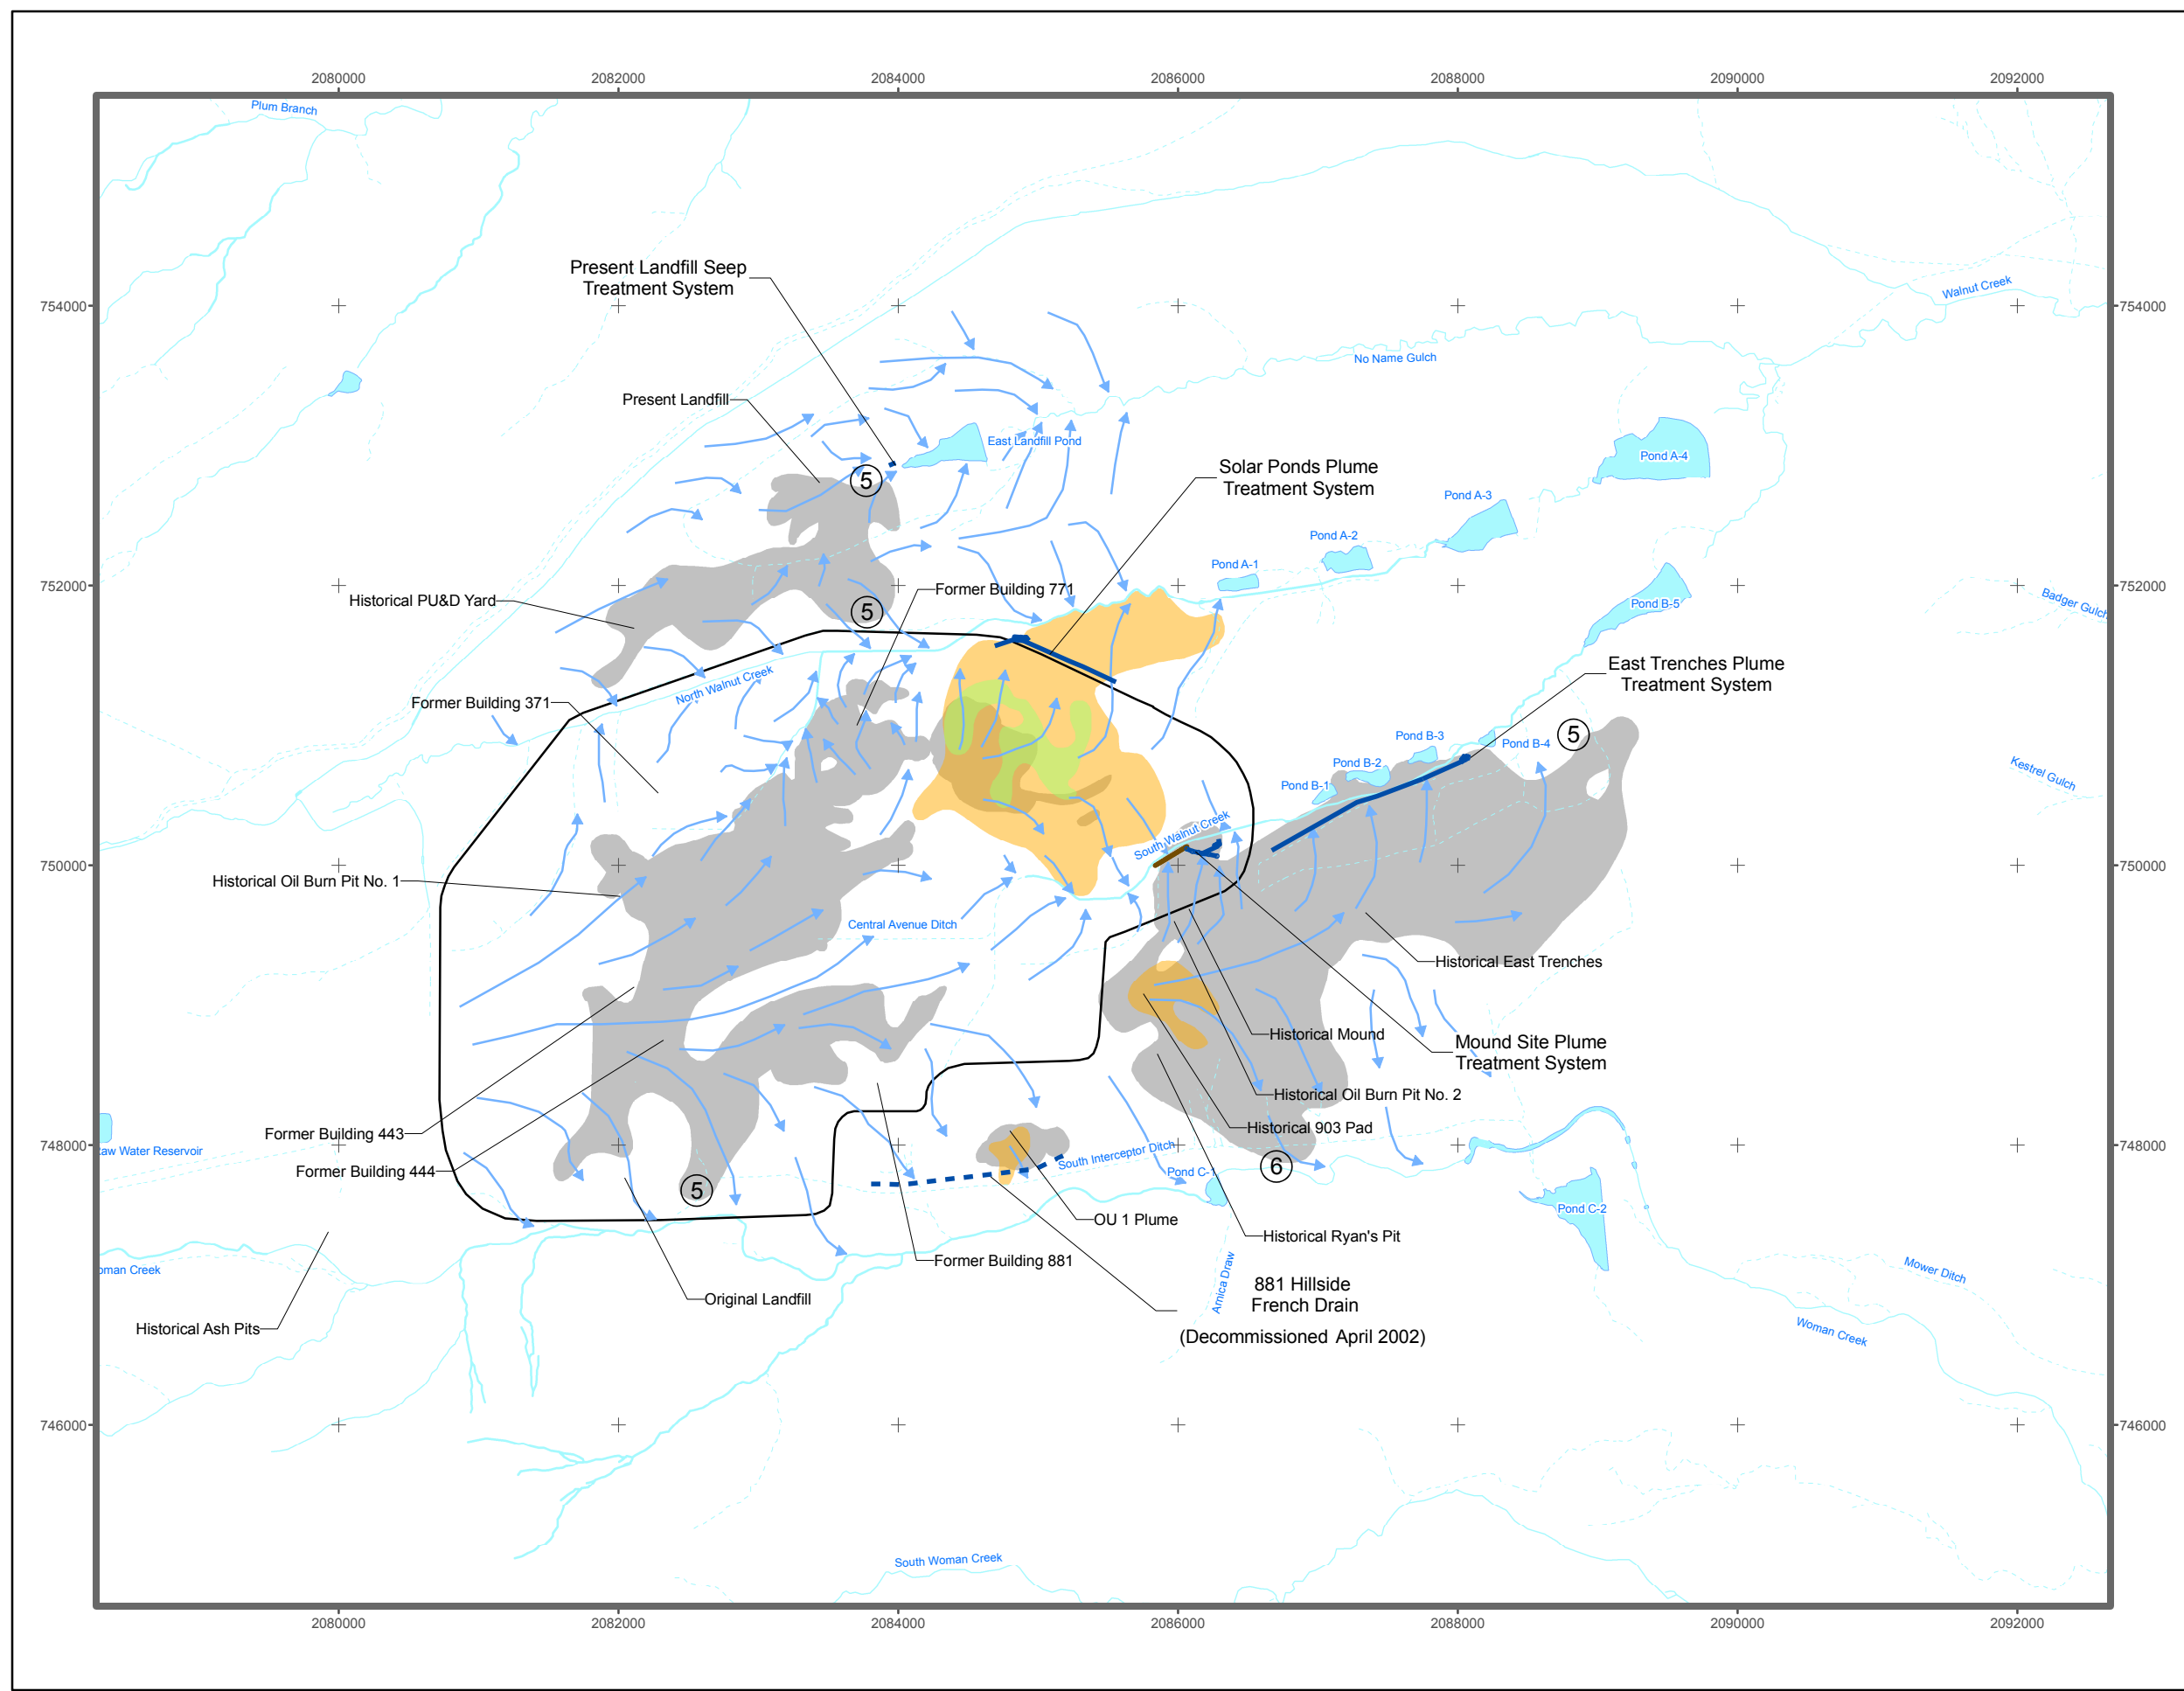 2080000
2082000
2084000
2086000
2088000
2090000
2092000
Plum Branch
Present Landfill Seep
Treatment System
Walnut Creek
754000
754000
No Name Gulch
Present Landfill
East Landfill Pond
Pond A-4
Solar Ponds Plume
Treatment System
5
Pond A-3
Pond A-2
Pond A-1
752000
752000
Former Building 771
Historical PU&D Yard
5
Pond B-5
Badger Gulch
East Trenches Plume
Treatment System
North Walnut Creek
Former Building 371
5
Pond B-3
Pond B-4
Pond B-2
Kestrel Gulch
Pond B-1
South Walnut Creek
750000
750000
Historical Oil Burn Pit No. 1
Central Avenue Ditch
Historical East Trenches
Historical Mound
Mound Site Plume
Treatment System
Historical Oil Burn Pit No. 2
Historical 903 Pad
Former Building 443
748000
748000
aw Water Reservoir
South Interceptor Ditch
Former Building 444
6
Pond C-1
5
Pond C-2
OU 1 Plume
Historical Ryan's Pit
Former Building 881
oman Creek
Mower Ditch
Arnica Draw
881 Hillside
French Drain
(Decommissioned April 2002)
Original Landfill
Historical Ash Pits
Woman Creek
746000
746000
South Woman Creek
2080000
2082000
2084000
2086000
2088000
2090000
2092000